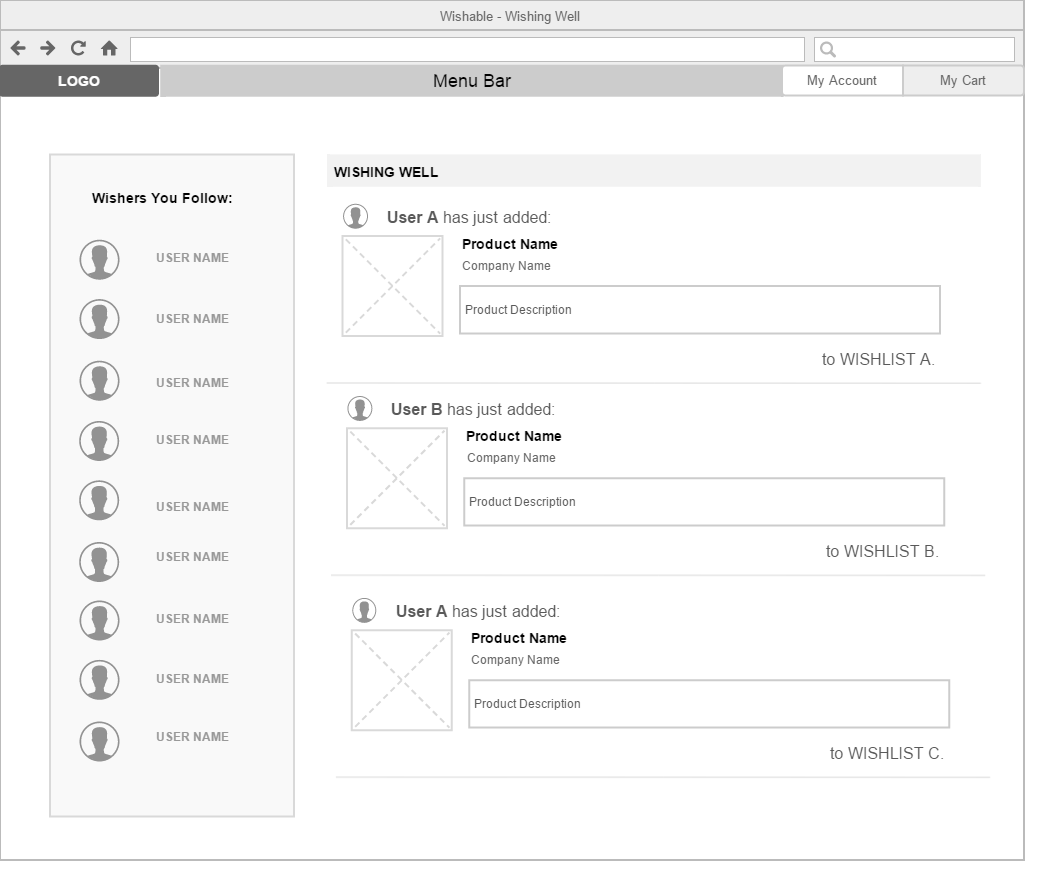 Wishable - Wishing Well
LOGO
Menu Bar
My Account
My Cart
Wishers You Follow:
USER NAME
USER NAME
USER NAME
USER NAME
USER NAME
USER NAME
USER NAME
USER NAME
USER NAME
WISHING WELL
User A has just added:
Product Name
Company Name
Product Description
to WISHLIST A.
User B has just added:
Product Name
Company Name
Product Description
to WISHLIST B.
User A has just added:
Product Name
Company Name
Product Description
to WISHLIST C.